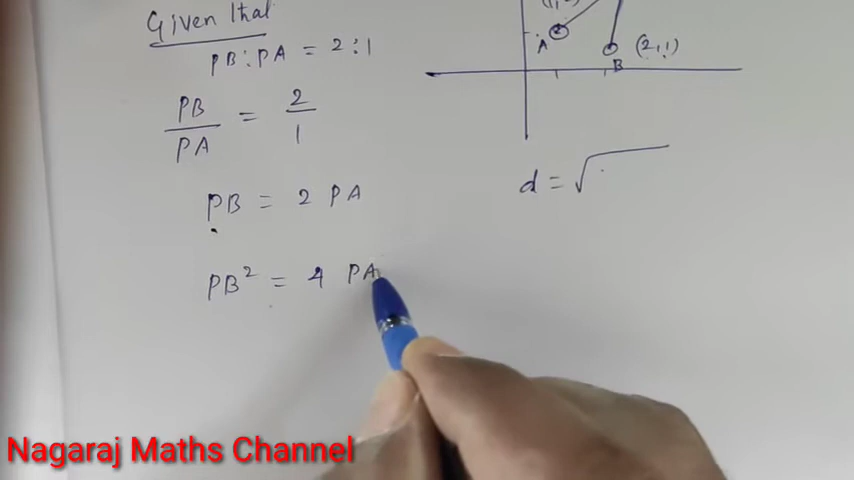 Given that
PB : PA = 2 : 1
PB / PA = 2 / 1
PB = 2 PA
PB² = 4 PA
A
B
(2,1)
d = √
Nagaraj Maths Channel